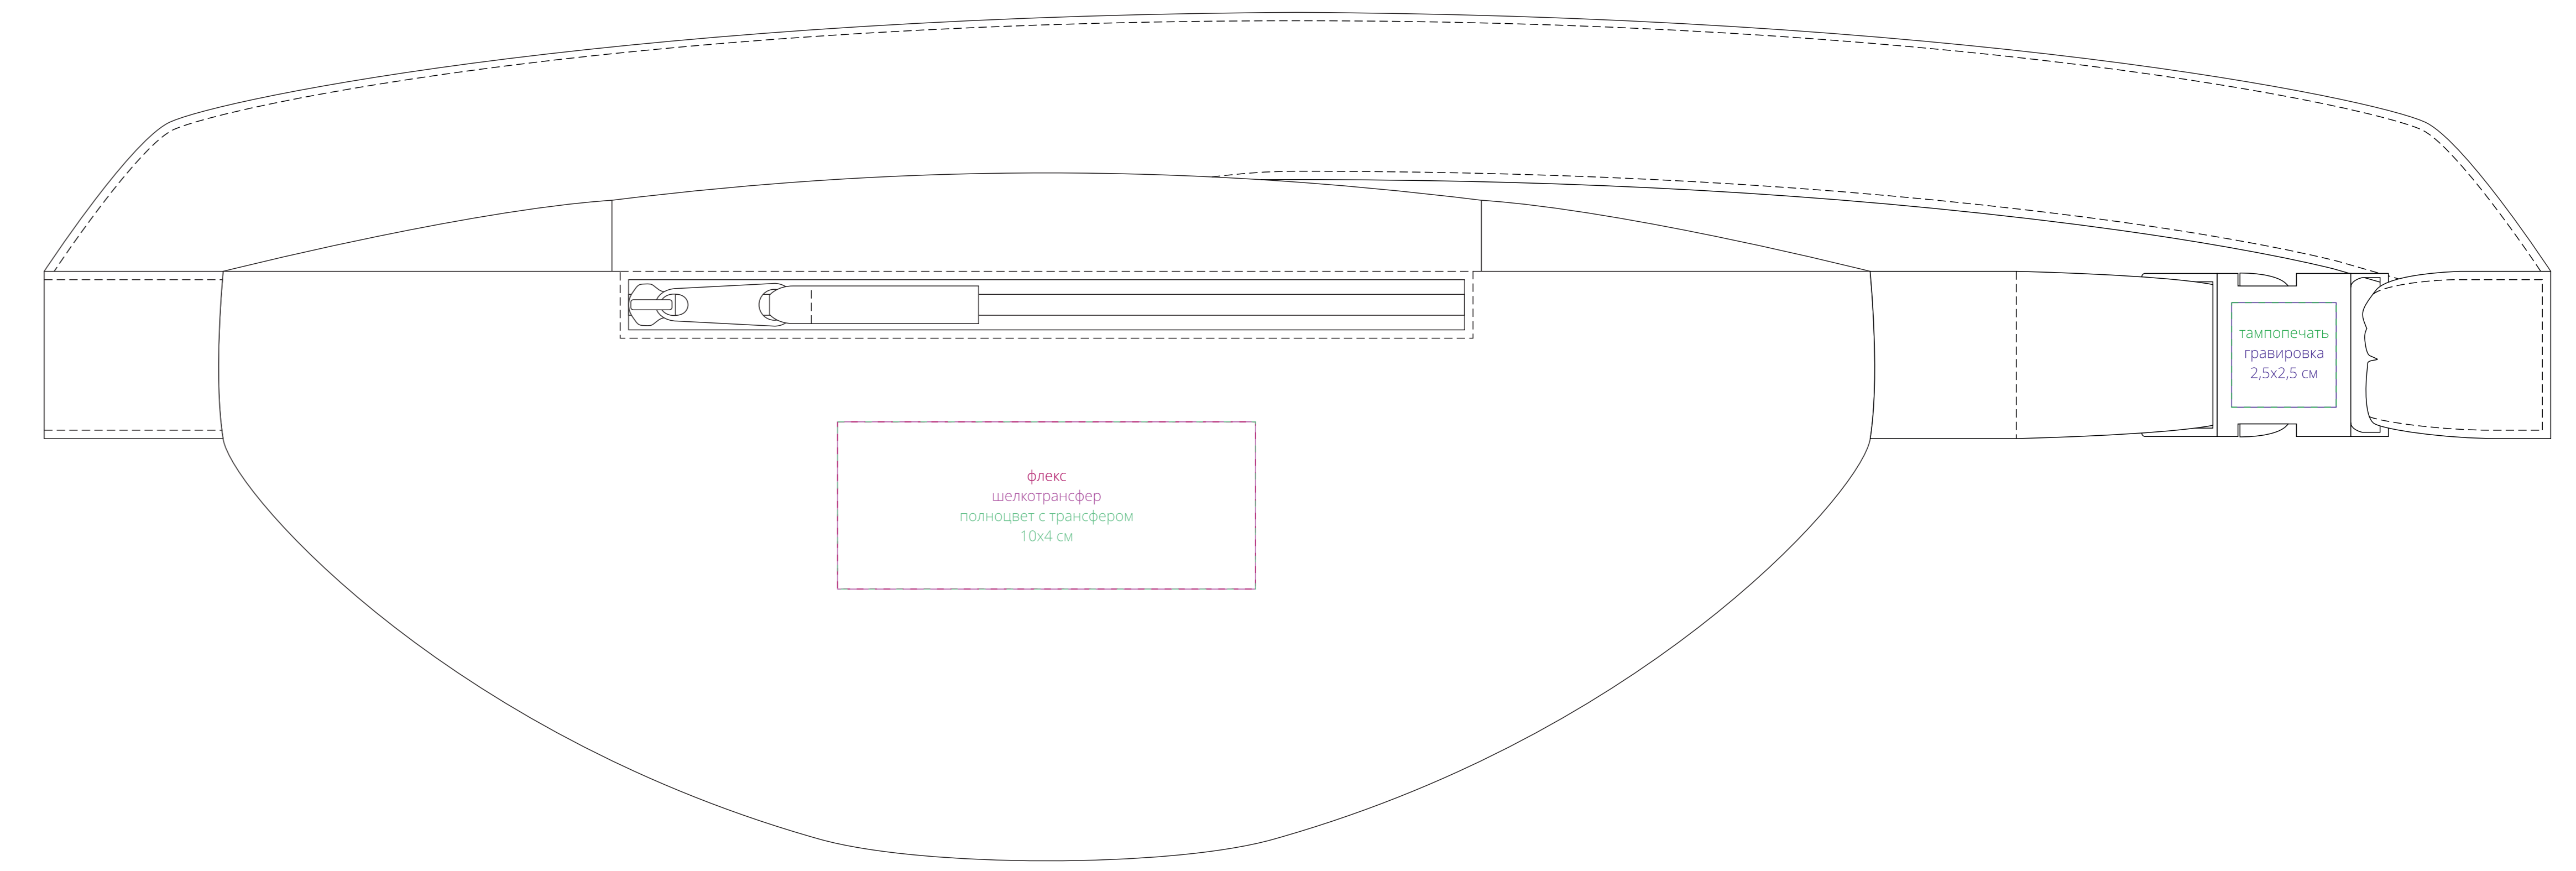 тампопечать
гравировка
2,5х2,5 см
флекс
шелкотрансфер
полноцвет с трансфером
10х4 см